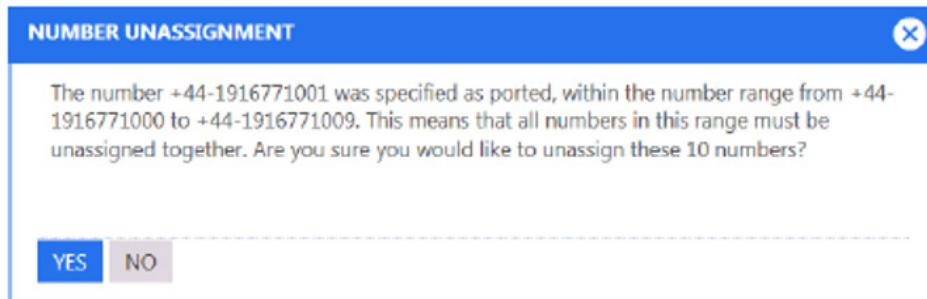 NUMBER UNASSIGNMENT
The number +44-1916771001 was specified as ported, within the number range from +44-
1916771000 to +44-1916771009. This means that all numbers in this range must be
unassigned together. Are you sure you would like to unassign these 10 numbers?
YES NO